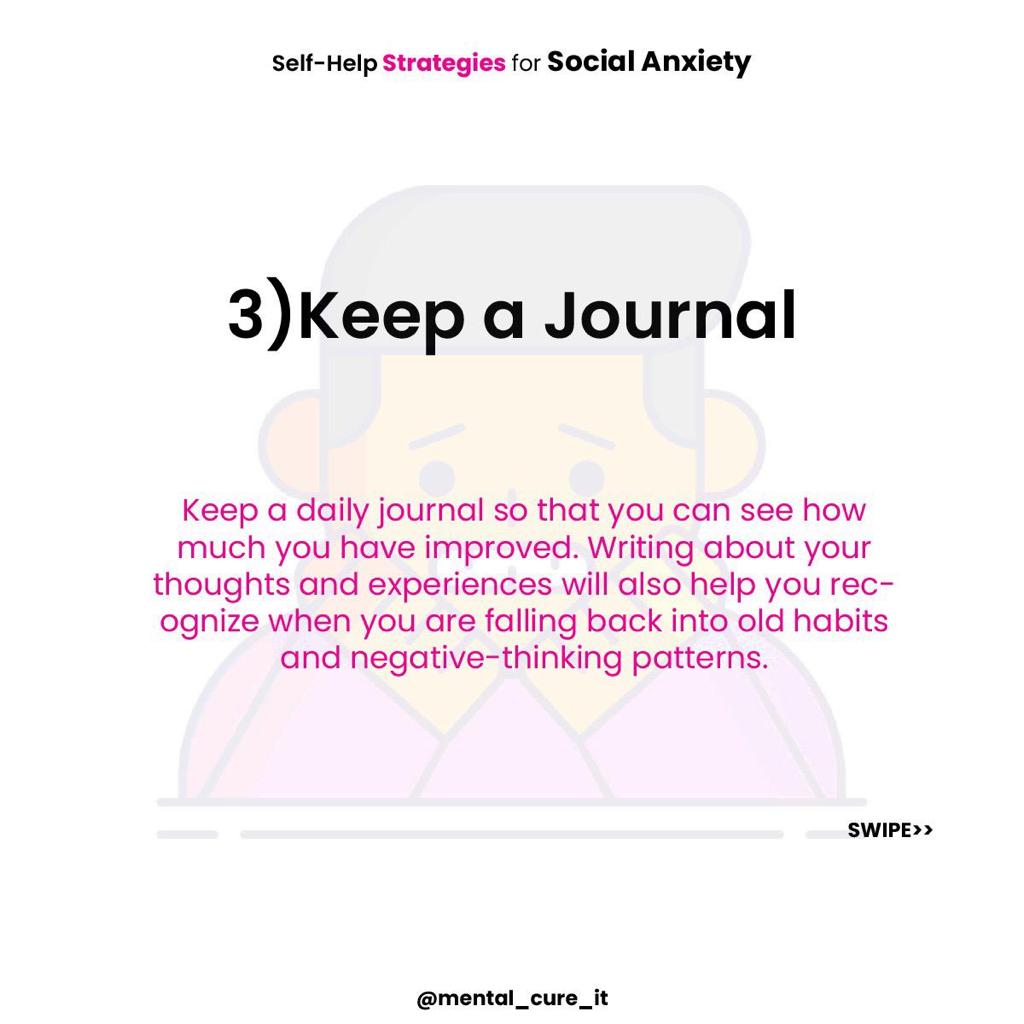 Self-Help Strategies for Social Anxiety
3)Keep a Journal
Keep a daily journal so that you can see how
much you have improved. Writing about your
thoughts and experiences will also help you rec-
ognize when you are falling back into old habits
and negative-thinking patterns.
SWIPE>>
@mental_cure_it